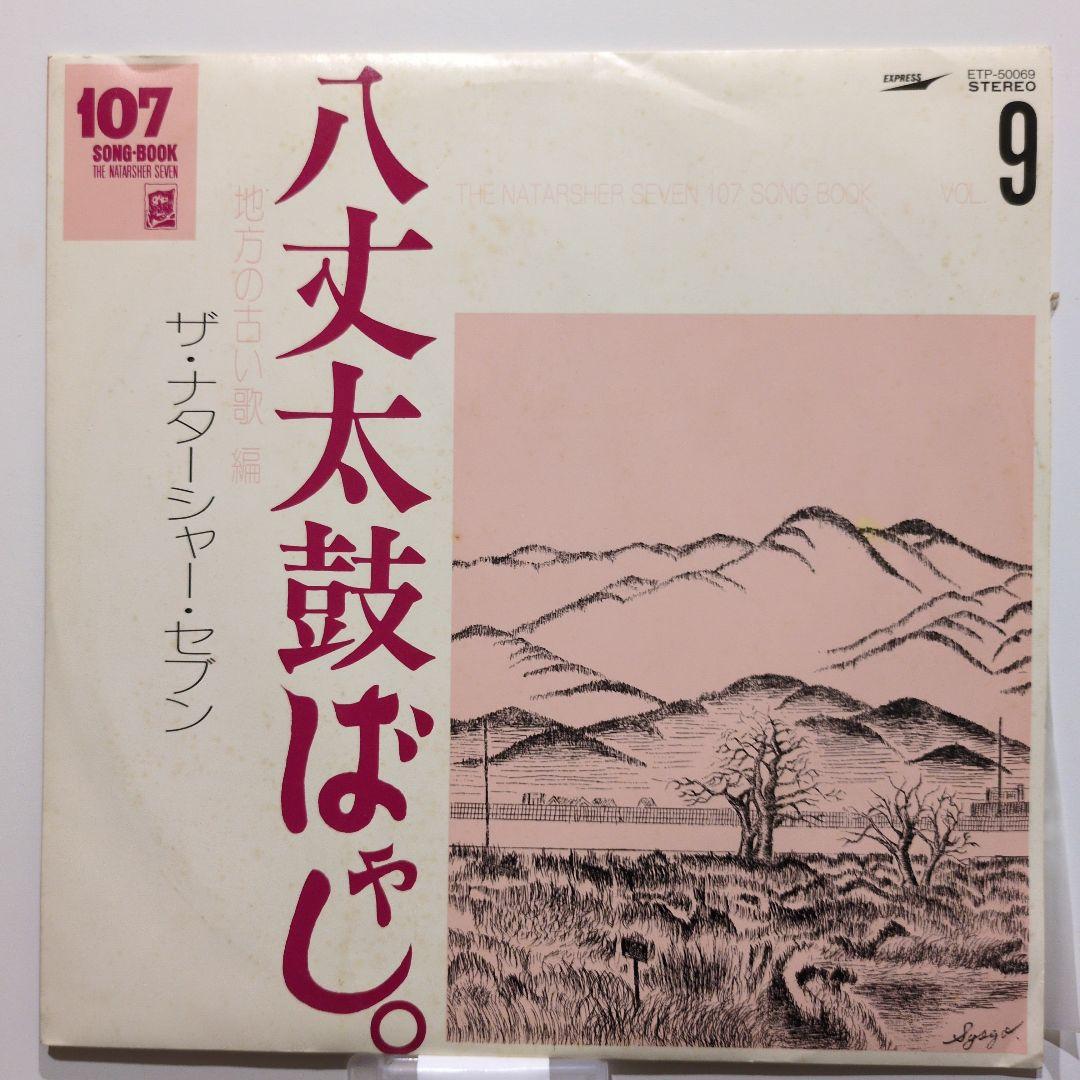 107
SONG·BOOK
THE NATARSHER SEVEN
EXPRESS
ETP-50069
STEREO
9
THE NATARSHER SEVEN 107 SONG BOOK VOL.
八丈太鼓ばやし。
地方の古い歌 編
ザ・ナターシャー・セブン